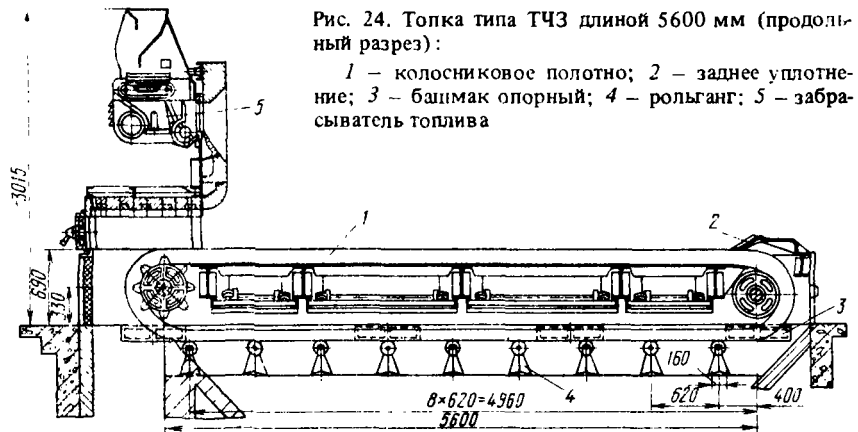 Рис. 24. Топка типа ТЧЗ длиной 5600 мм (продоль-
ный разрез):
1 – колосниковое полотно; 2 – заднее уплотне-
ние; 3 – башмак опорный; 4 – рольганг; 5 – забра-
сыватель топлива
5
3015
1
2
690
3
160
8×620=4960
4
620
400
5600